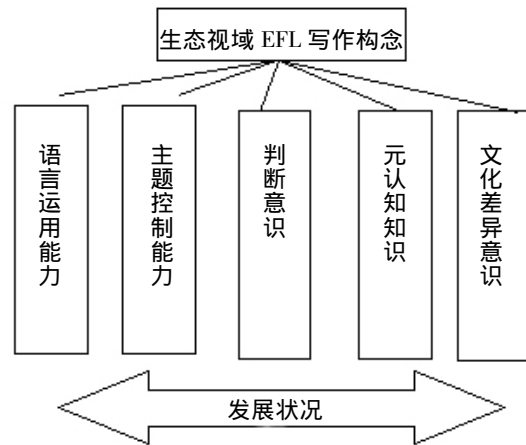 生态视域 EFL 写作构念
语言运用能力
主题控制能力
判断意识
元认知知识
文化差异意识
发展状况